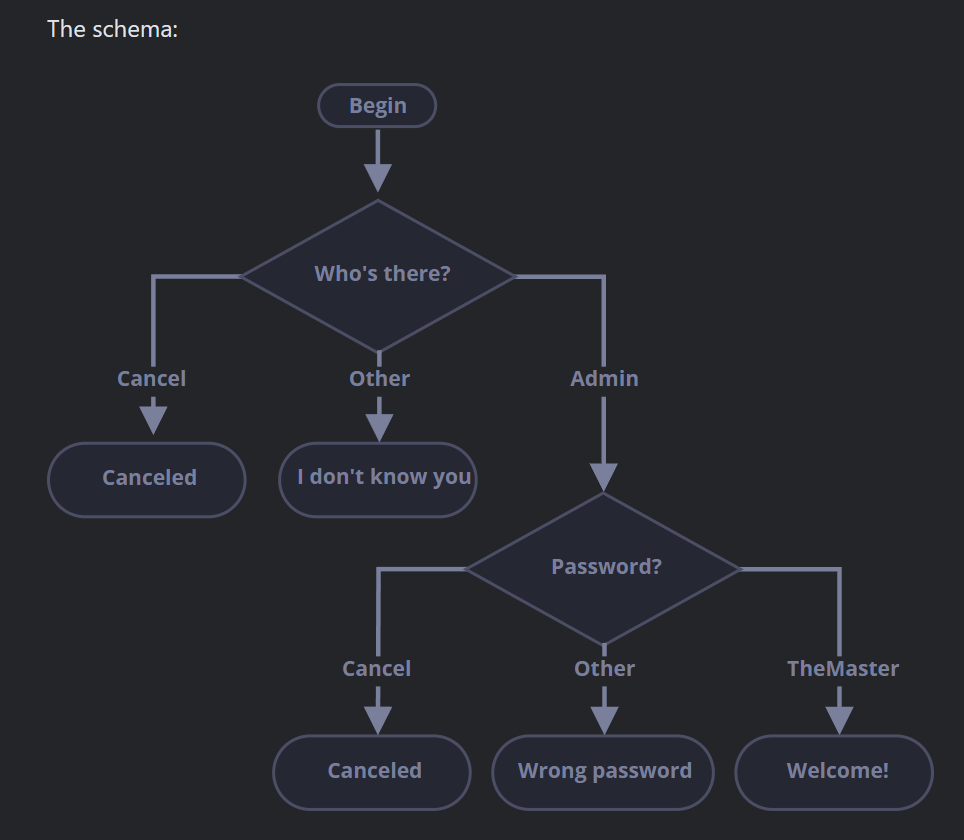 The schema:
Begin
Who's there?
Cancel
Other
Admin
Canceled
I don't know you
Password?
Cancel
Other
TheMaster
Canceled
Wrong password
Welcome!